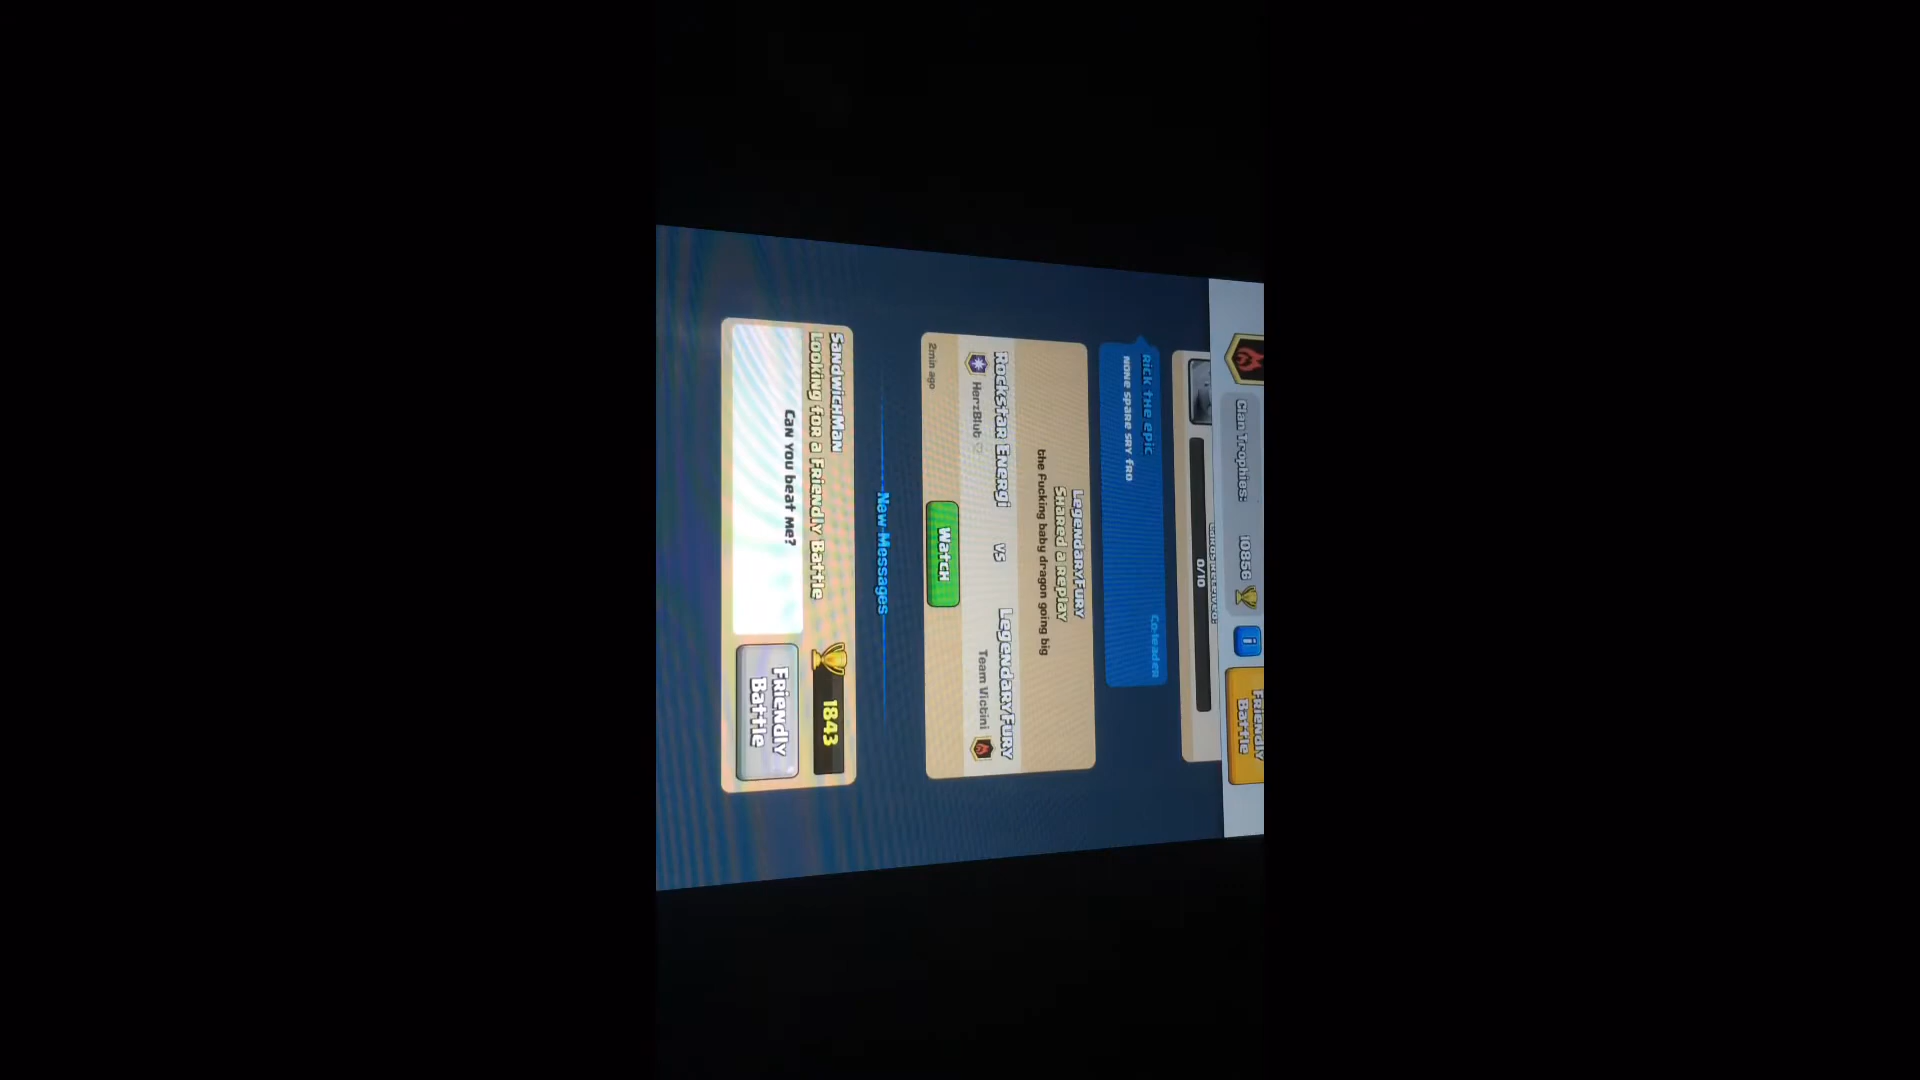 Clan Trophies: 10856
i
Friendly
Battle
0/10
Rick the epic
Co-leader
none spare sry fro
LegendaryFURY
Shared a Replay
the Fucking baby dragon going big
Rockstar Energi vs LegendaryFURY
HerzBlut ♡ Team Victini
Watch
2min ago
New Messages
SandwichMan
Looking for a Friendly Battle
1843
Can you beat me?
Friendly
Battle